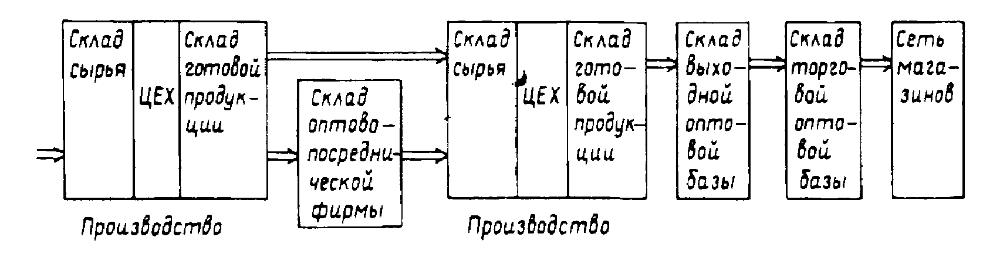 Склад
сырья
ЦЕХ
Склад
готовой
продук-
ции
Производство
Склад
оптово-
посредни-
ческой
фирмы
Склад
сырья
ЦЕХ
Склад
гото-
вой
продук-
ции
Производство
Склад
выхо-
дной
опто-
вой
базы
Склад
торго-
вой
опто-
вой
базы
Сеть
мага-
зинов